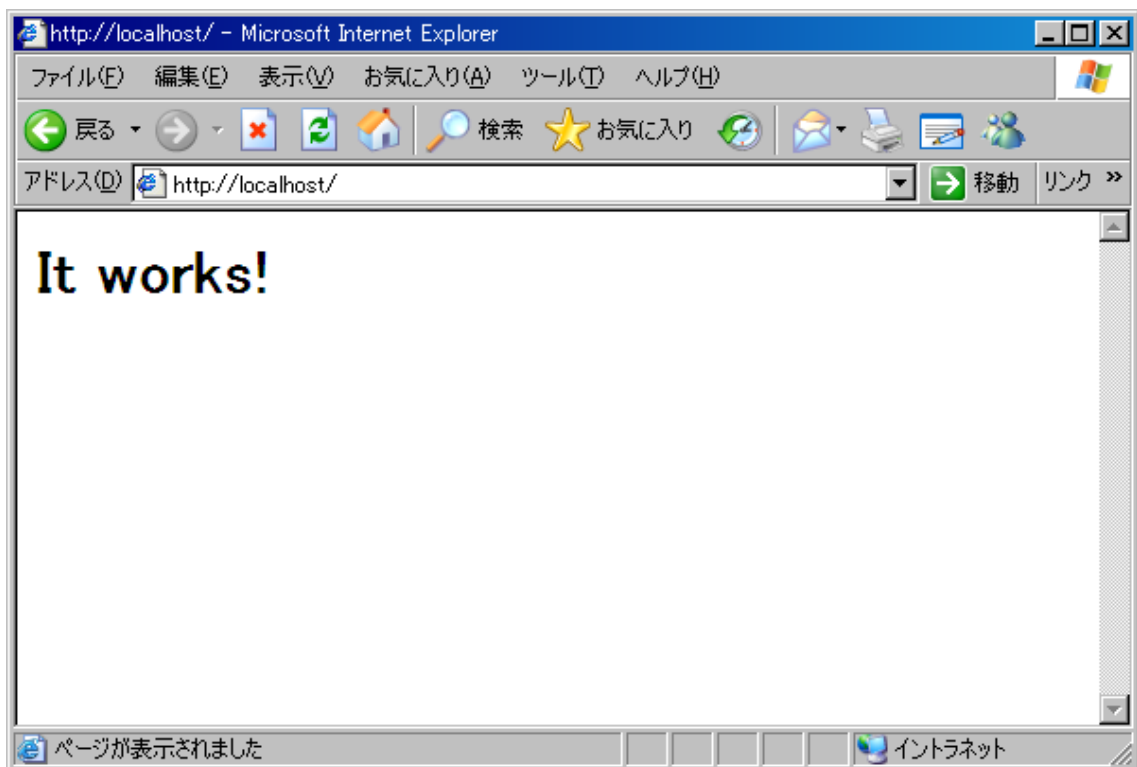 http://localhost/ - Microsoft Internet Explorer
ファイル(F) 編集(E) 表示(V) お気に入り(A) ツール(T) ヘルプ(H)
戻る 検索 お気に入り
アドレス(D) http://localhost/ 移動 リンク »
It works!
ページが表示されました イントラネット